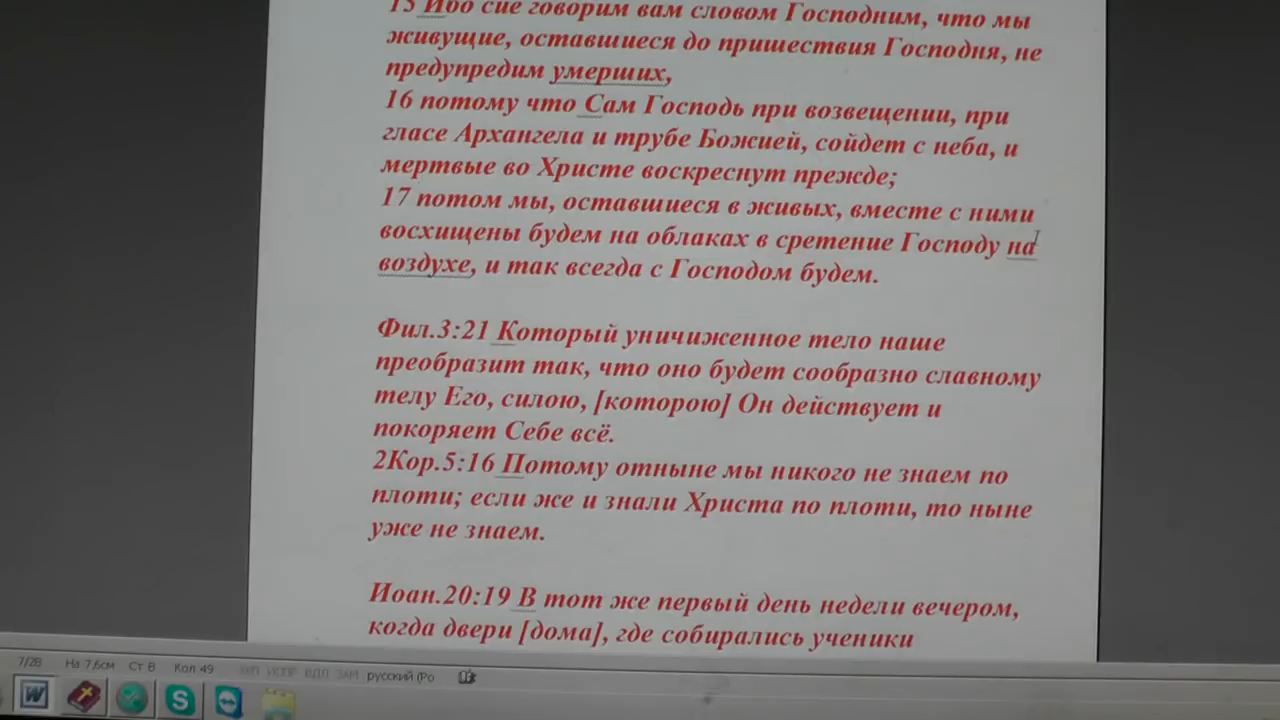 15 Ибо сие говорим вам словом Господним, что мы
живущие, оставшиеся до пришествия Господня, не
предупредим умерших,
16 потому что Сам Господь при возвещении, при
гласе Архангела и трубе Божией, сойдет с неба, и
мертвые во Христе воскреснут прежде;
17 потом мы, оставшиеся в живых, вместе с ними
восхищены будем на облаках в сретение Господу на
воздухе, и так всегда с Господом будем.
Фил.3:21 Который уничиженное тело наше
преобразит так, что оно будет сообразно славному
телу Его, силою, [которою] Он действует и
покоряет Себе всё.
2Кор.5:16 Потому отныне мы никого не знаем по
плоти; если же и знали Христа по плоти, то ныне
уже не знаем.
Иоан.20:19 В тот же первый день недели вечером,
когда двери [дома], где собирались ученики
7/28 На 7,6см Ст 8 Кол 49 ЗАП ИСПР ВДЛ ЗАМ русский (Ро
W S